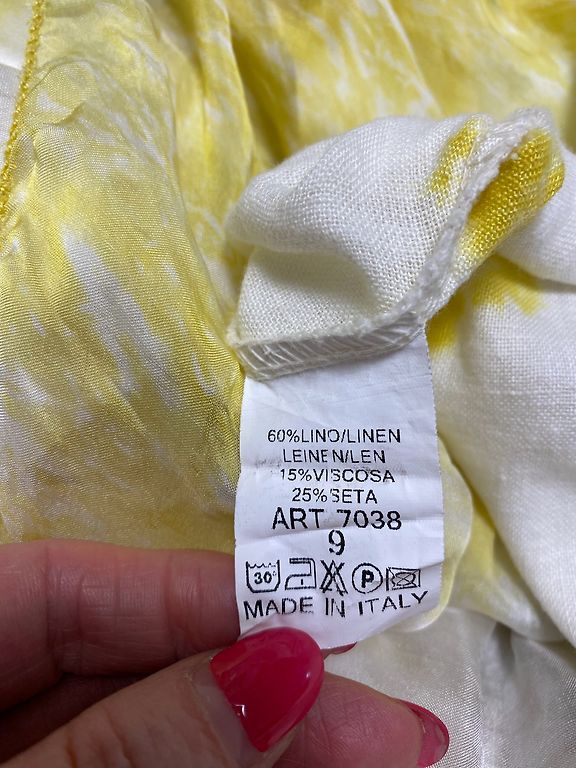 60%LINO/LINEN
LEINEN/LEN
15%VISCOSA
25%SETA
ART 7038
9
30°
P
MADE IN ITALY